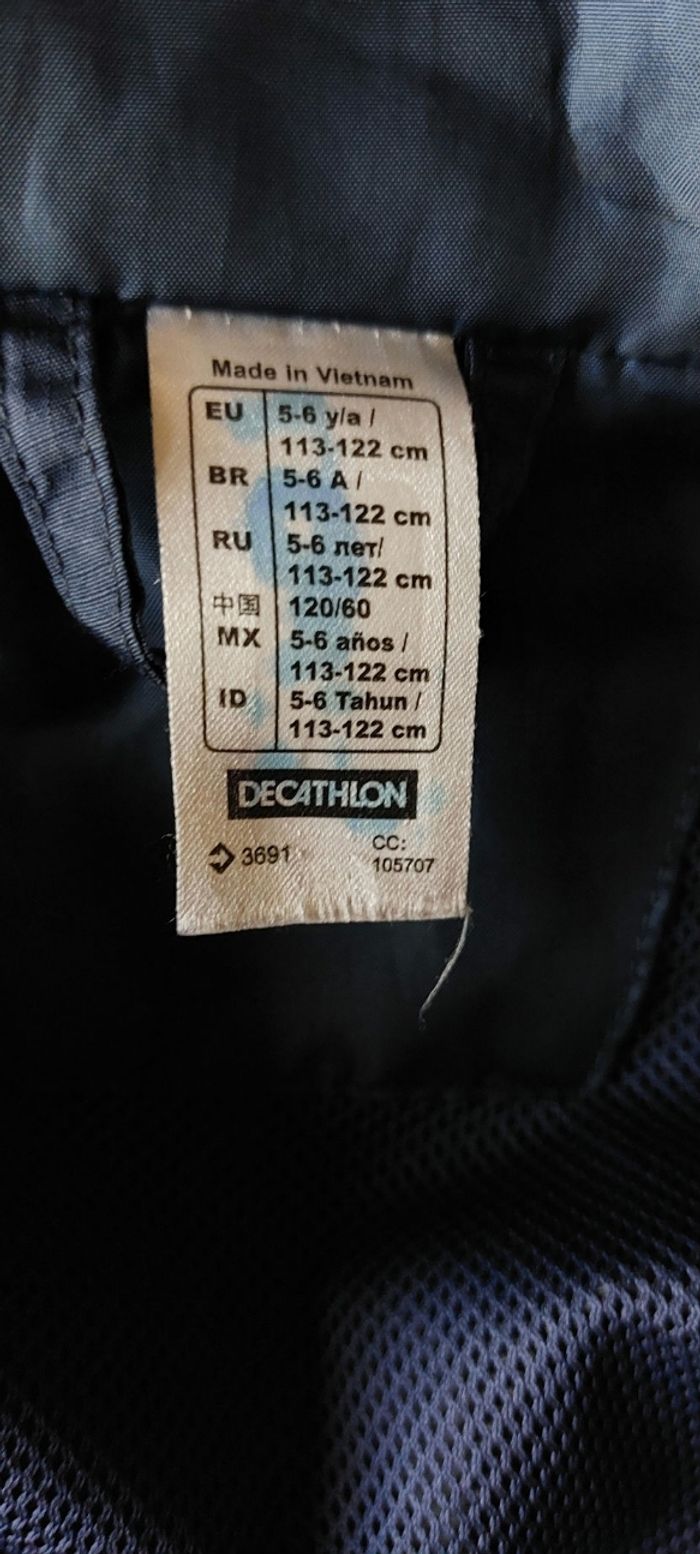 Made in Vietnam
EU 5-6 y/a /
113-122 cm
BR 5-6 A /
113-122 cm
RU 5-6 лет/
113-122 cm
中国 120/60
MX 5-6 años /
113-122 cm
ID 5-6 Tahun /
113-122 cm
DECATHLON
3691 CC:
105707